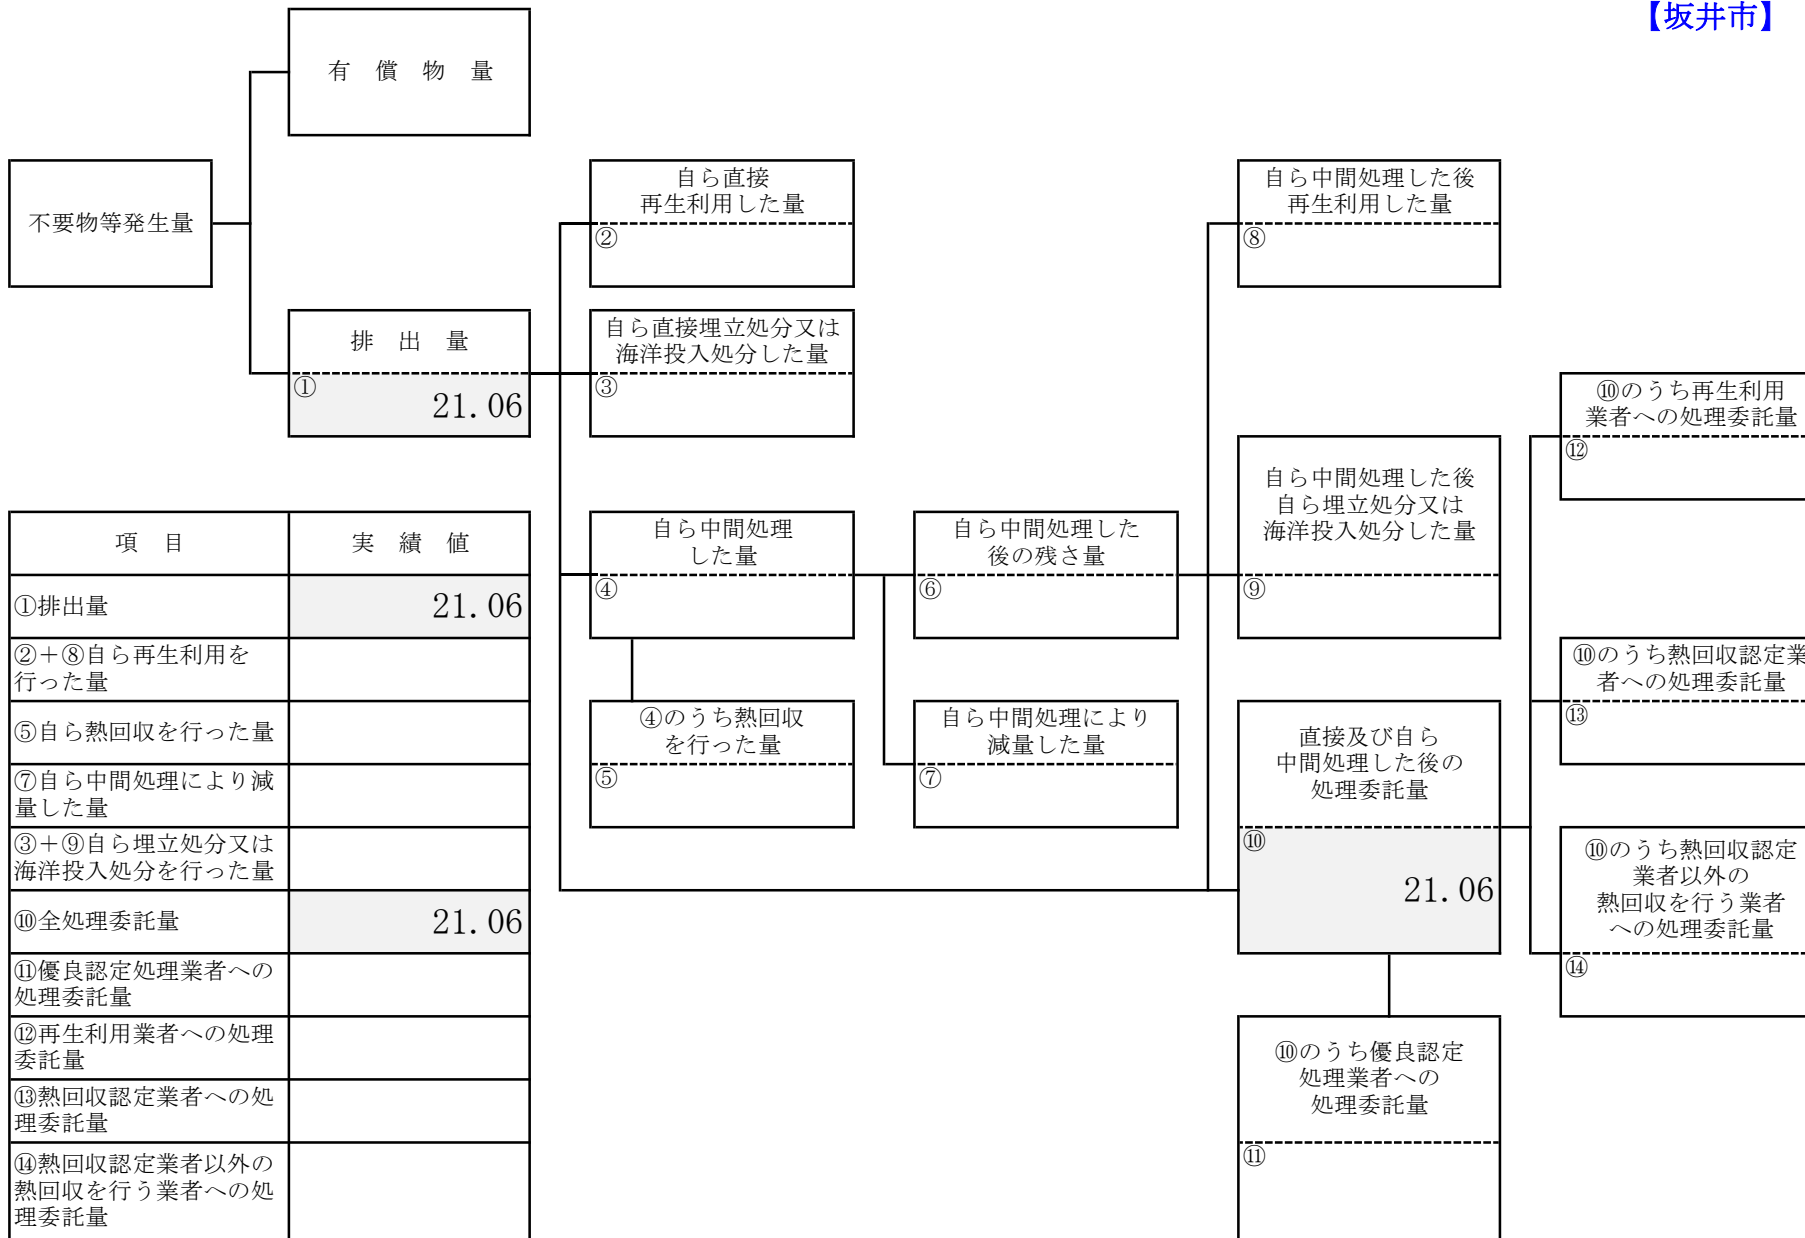 【坂井市】
有 償 物 量
不要物等発生量
自ら直接
再生利用した量
②
自ら中間処理した後
再生利用した量
⑧
排 出 量
①
21.06
自ら直接埋立処分又は
海洋投入処分した量
③
⑩のうち再生利用
業者への処理委託量
⑫
自ら中間処理した後
自ら埋立処分又は
海洋投入処分した量
⑨
自ら中間処理
した量
④
自ら中間処理した
後の残さ量
⑥
④のうち熱回収
を行った量
⑤
自ら中間処理により
減量した量
⑦
⑩のうち熱回収認定業
者への処理委託量
⑬
直接及び自ら
中間処理した後の
処理委託量
⑩
21.06
⑩のうち熱回収認定
業者以外の
熱回収を行う業者
への処理委託量
⑭
⑩のうち優良認定
処理業者への
処理委託量
⑪
項 目 実 績 値
①排出量 21.06
②＋⑧自ら再生利用を
行った量
⑤自ら熱回収を行った量
⑦自ら中間処理により減
量した量
③＋⑨自ら埋立処分又は
海洋投入処分を行った量
⑩全処理委託量 21.06
⑪優良認定処理業者への
処理委託量
⑫再生利用業者への処理
委託量
⑬熱回収認定業者への処
理委託量
⑭熱回収認定業者以外の
熱回収を行う業者への処
理委託量